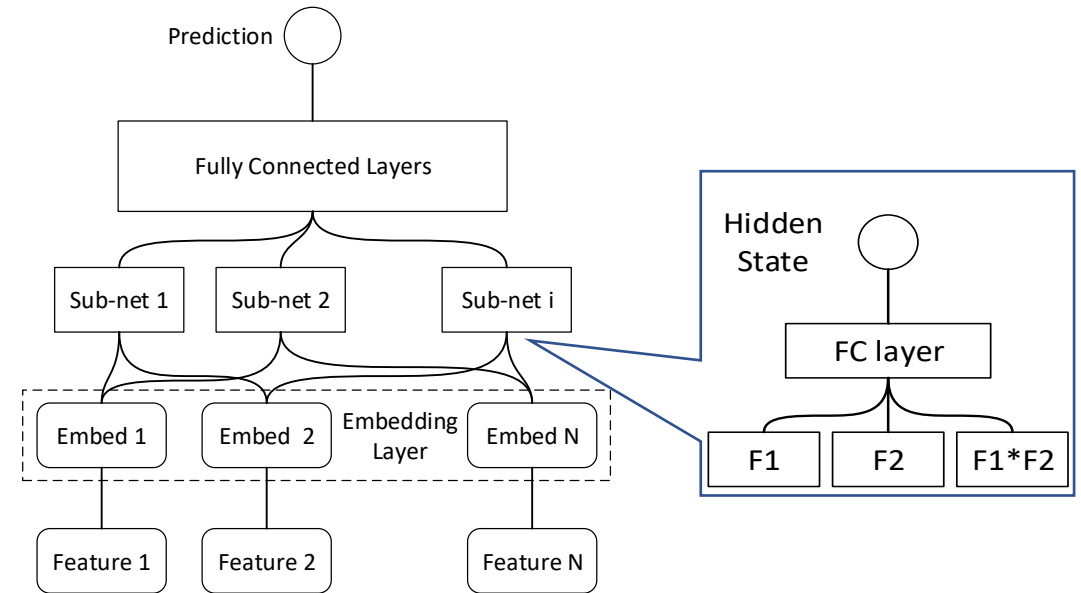 Prediction
Fully Connected Layers
Sub-net 1
Sub-net 2
Sub-net i
Embed 1
Embed 2
Embedding
Layer
Embed N
Feature 1
Feature 2
Feature N
Hidden
State
FC layer
F1
F2
F1*F2